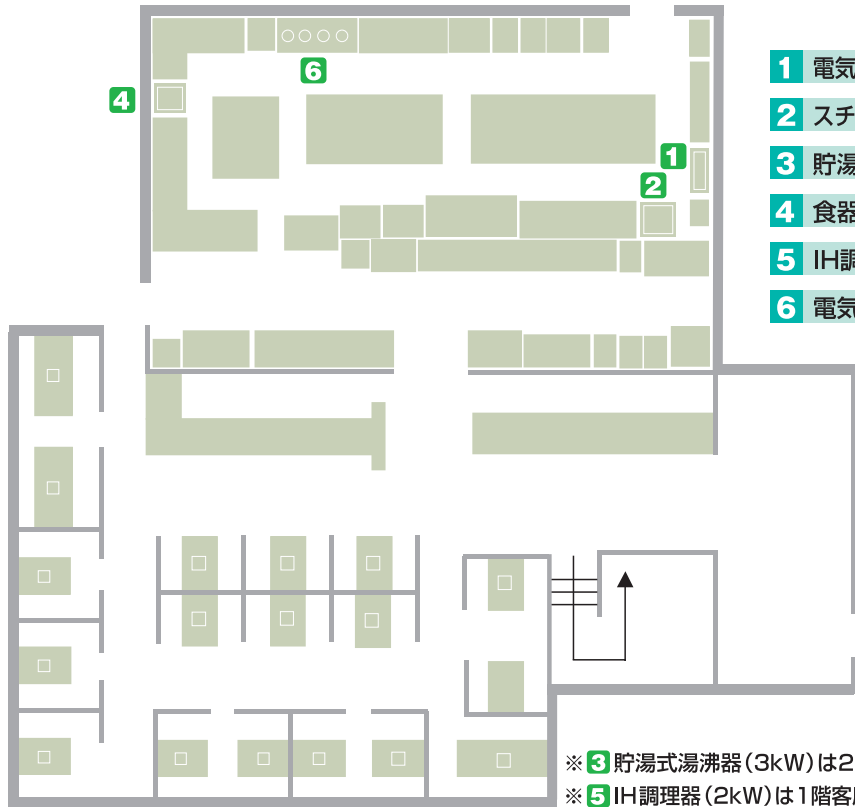 6
4
1
2
1 電気
2 スチ
3 貯湯
4 食器
5 IH調
6 電気
※3貯湯式湯沸器(3kW)は2
※5IH調理器(2kW)は1階客